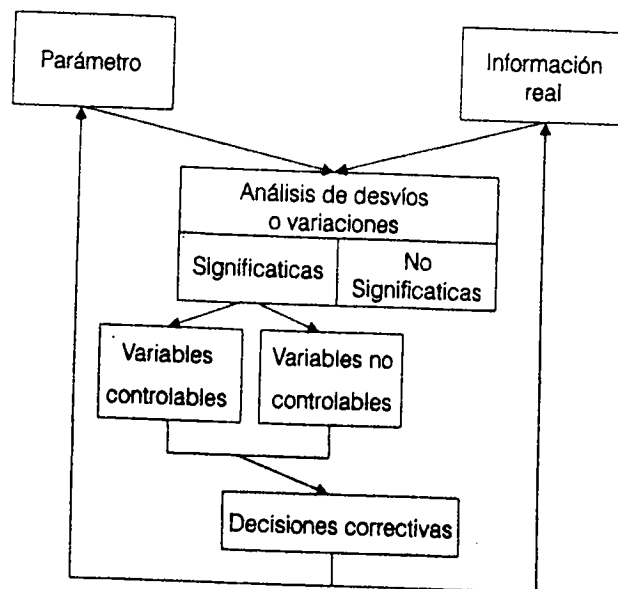 Parámetro
Información
real
Análisis de desvíos
o variaciones
Significaticas
No
Significaticas
Variables
controlables
Variables no
controlables
Decisiones correctivas